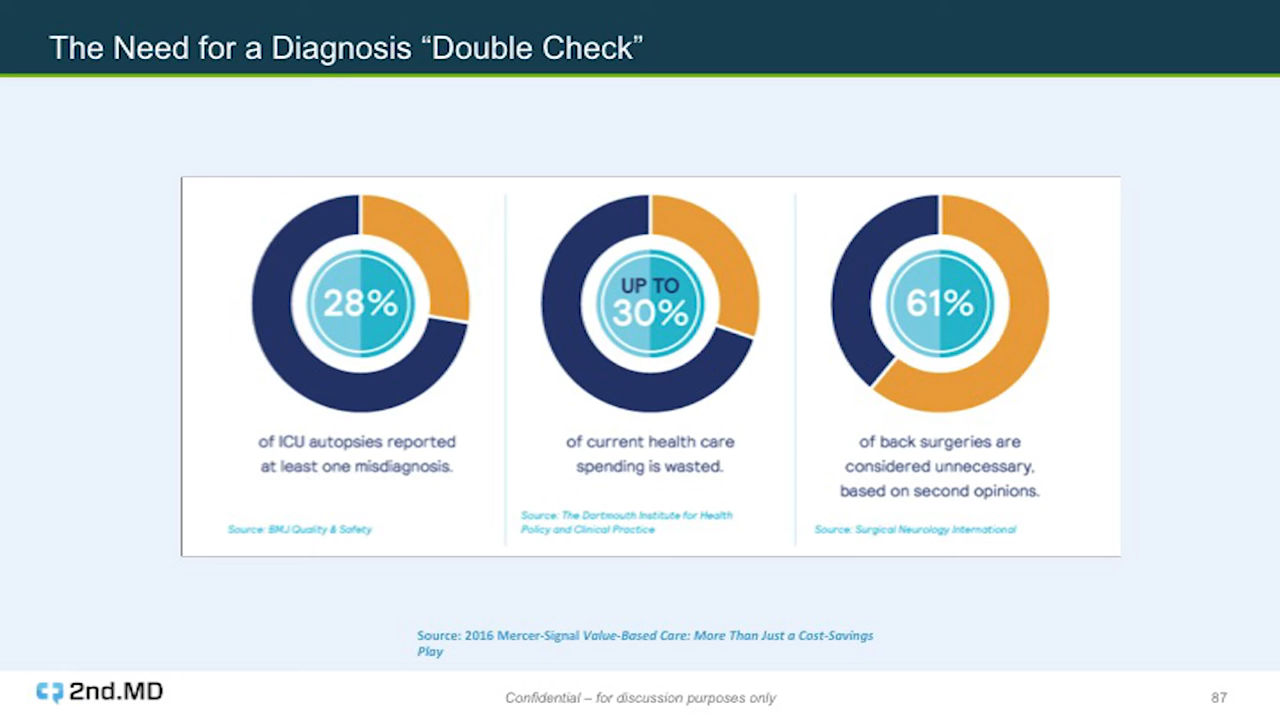 The Need for a Diagnosis “Double Check”
28%
of ICU autopsies reported
at least one misdiagnosis.
Source: BMJ Quality & Safety
UP TO
30%
of current health care
spending is wasted.
Source: The Dartmouth Institute for Health
Policy and Clinical Practice
61%
of back surgeries are
considered unnecessary,
based on second opinions.
Source: Surgical Neurology International
Source: 2016 Mercer-Signal Value-Based Care: More Than Just a Cost-Savings
Play
2nd.MD
Confidential – for discussion purposes only
87